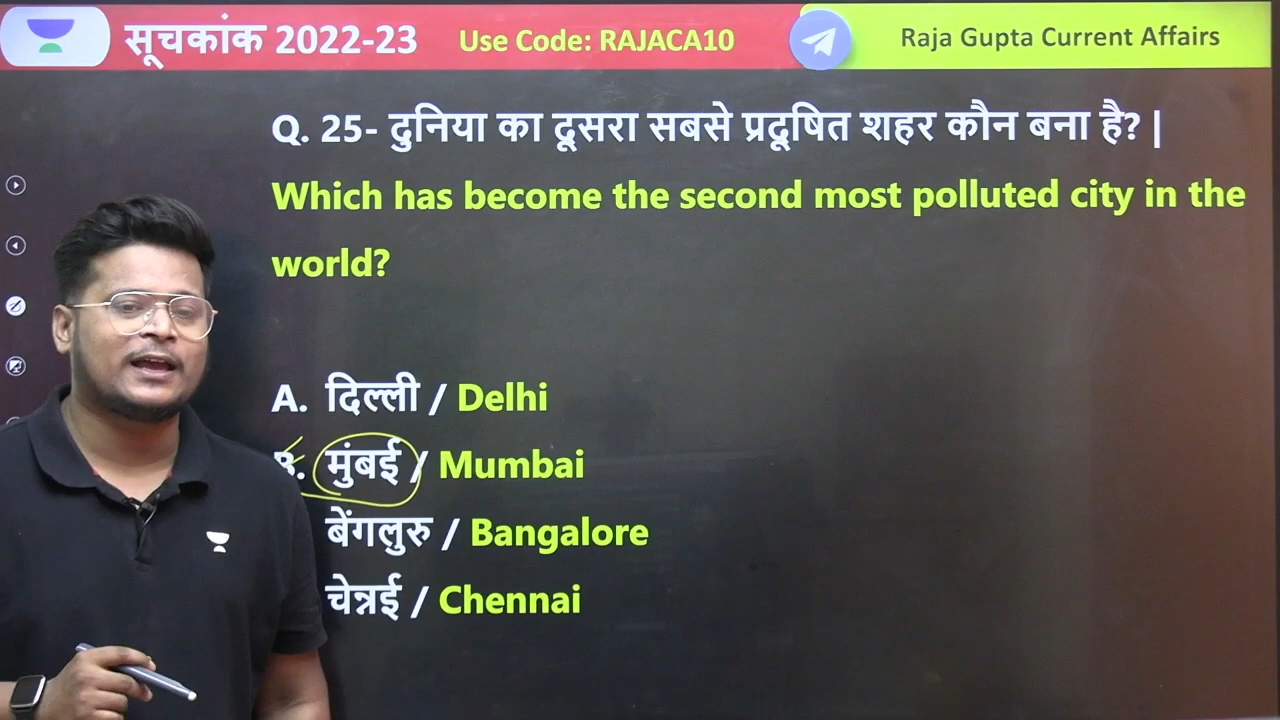 सूचकांक 2022-23
Use Code: RAJACA10
Raja Gupta Current Affairs
Q. 25- दुनिया का दूसरा सबसे प्रदूषित शहर कौन बना है? |
Which has become the second most polluted city in the
world?
A. दिल्ली / Delhi
B. मुंबई / Mumbai
बेंगलुरु / Bangalore
चेन्नई / Chennai